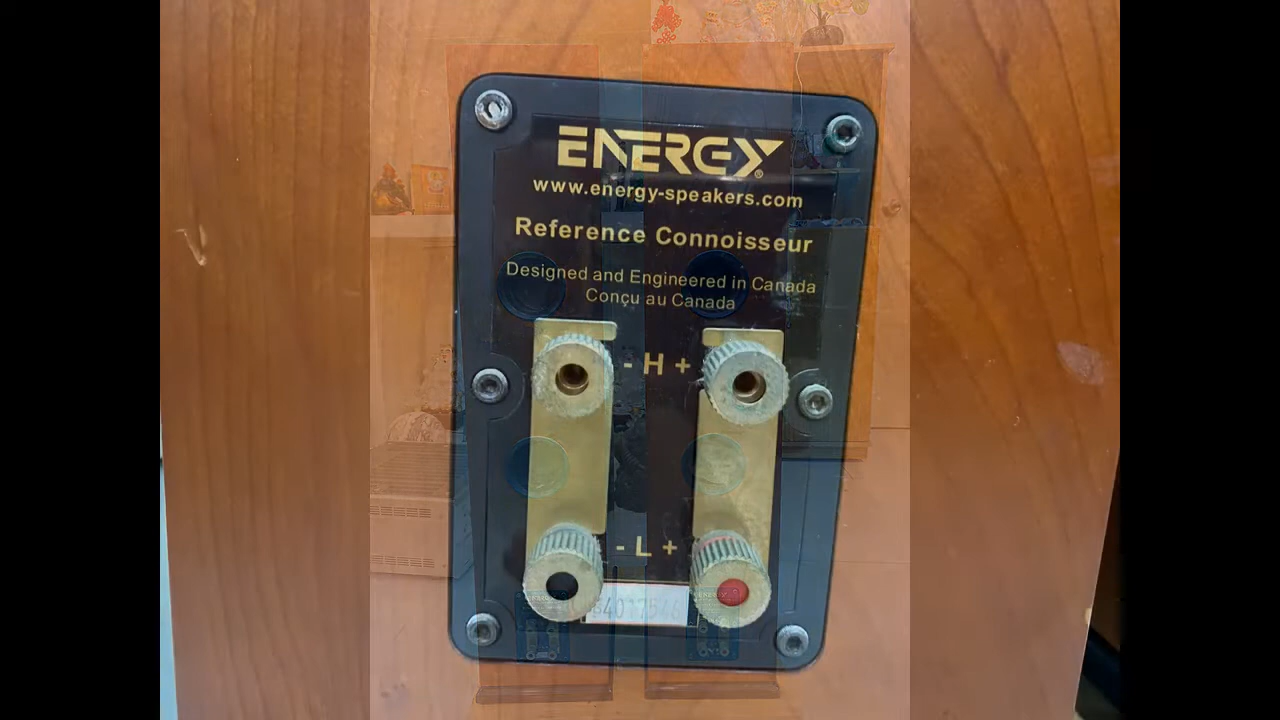 ENERGY®
www.energy-speakers.com
Reference Connoisseur
Designed and Engineered in Canada
Conçu au Canada
- H +
- L +